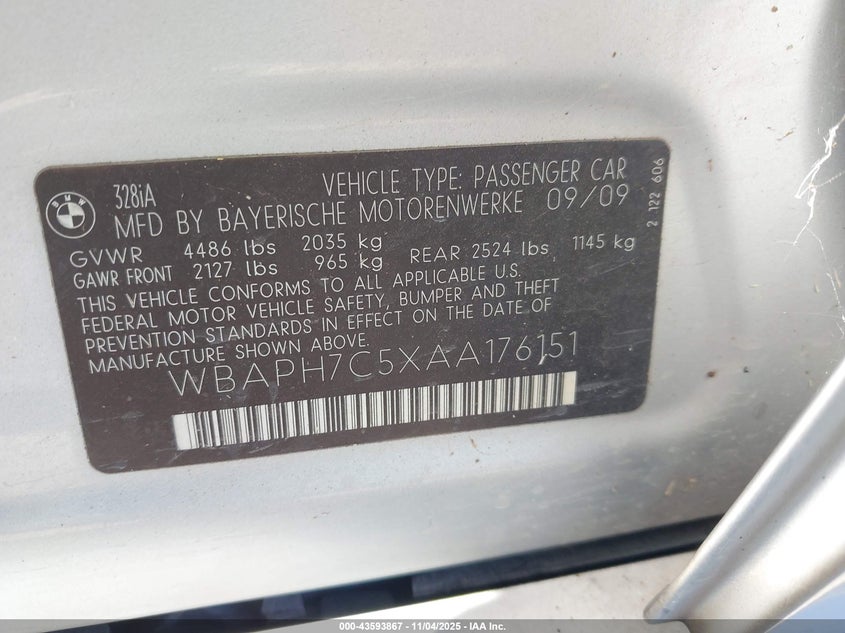 BMW
328iA VEHICLE TYPE: PASSENGER CAR
MFD BY BAYERISCHE MOTORENWERKE 09/09
GVWR 4486 lbs 2035 kg
GAWR FRONT 2127 lbs 965 kg REAR 2524 lbs 1145 kg
THIS VEHICLE CONFORMS TO ALL APPLICABLE U.S.
FEDERAL MOTOR VEHICLE SAFETY, BUMPER AND THEFT
PREVENTION STANDARDS IN EFFECT ON THE DATE OF
MANUFACTURE SHOWN ABOVE.
WBAPH7C5XAA176151
2 122 606
000-43593867 - 11/04/2025 - IAA Inc.